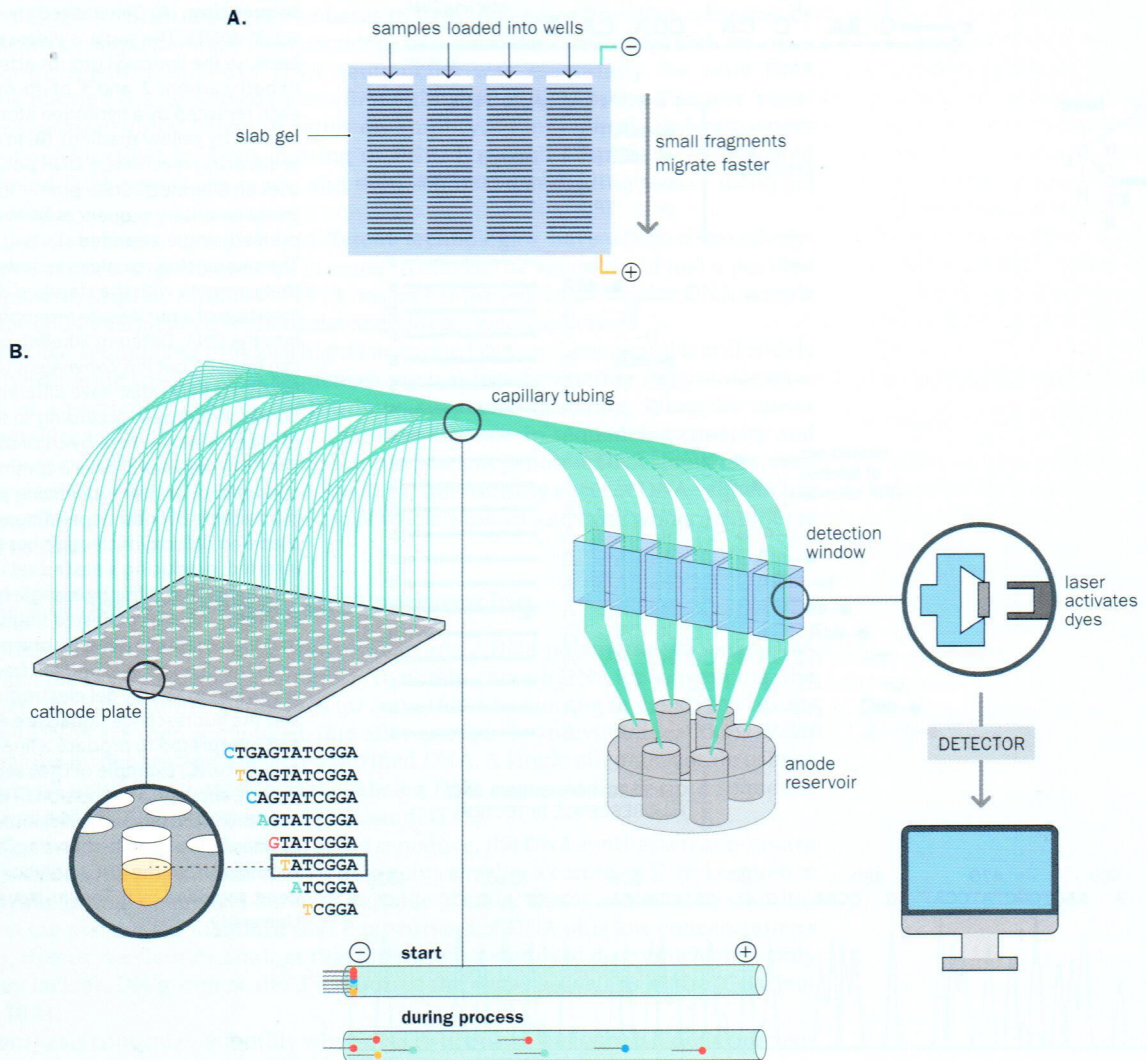 A.
samples loaded into wells
−
slab gel
small fragments
migrate faster
+
B.
capillary tubing
detection
window
laser
activates
dyes
cathode plate
DETECTOR
anode
reservoir
CTGAGTATCGGA
TCAGTATCGGA
CAGTATCGGA
AGTATCGGA
GTATCGGA
TATCGGA
ATCGGA
TCGGA
− start +
during process